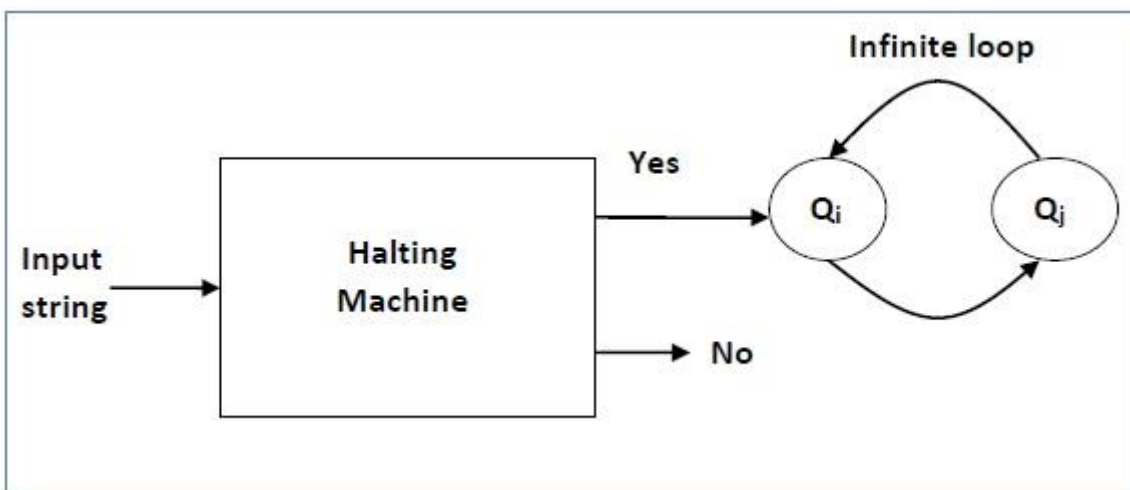 Infinite loop
Yes
Qi
Qj
Input
string
Halting
Machine
No